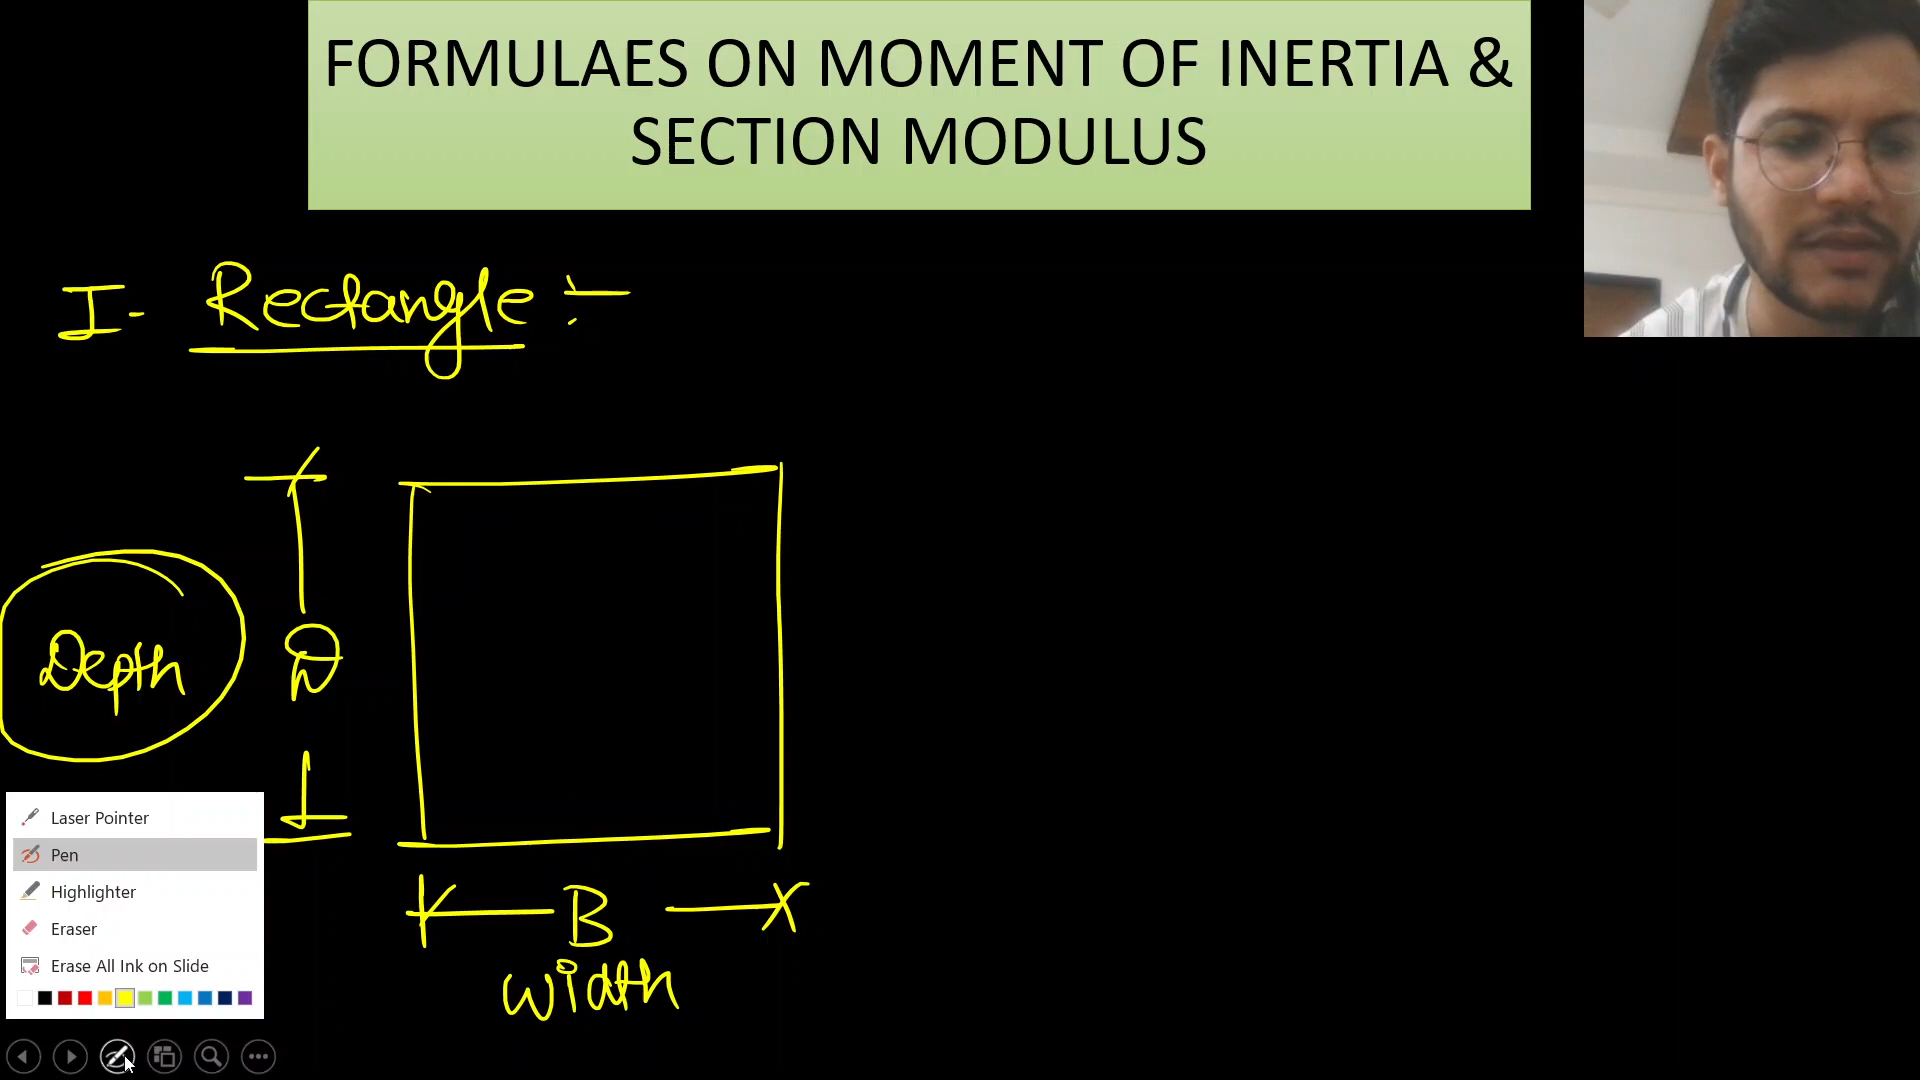 FORMULAES ON MOMENT OF INERTIA &
SECTION MODULUS
I- Rectangle :-
Depth
D
B
width
Laser Pointer
Pen
Highlighter
Eraser
Erase All Ink on Slide